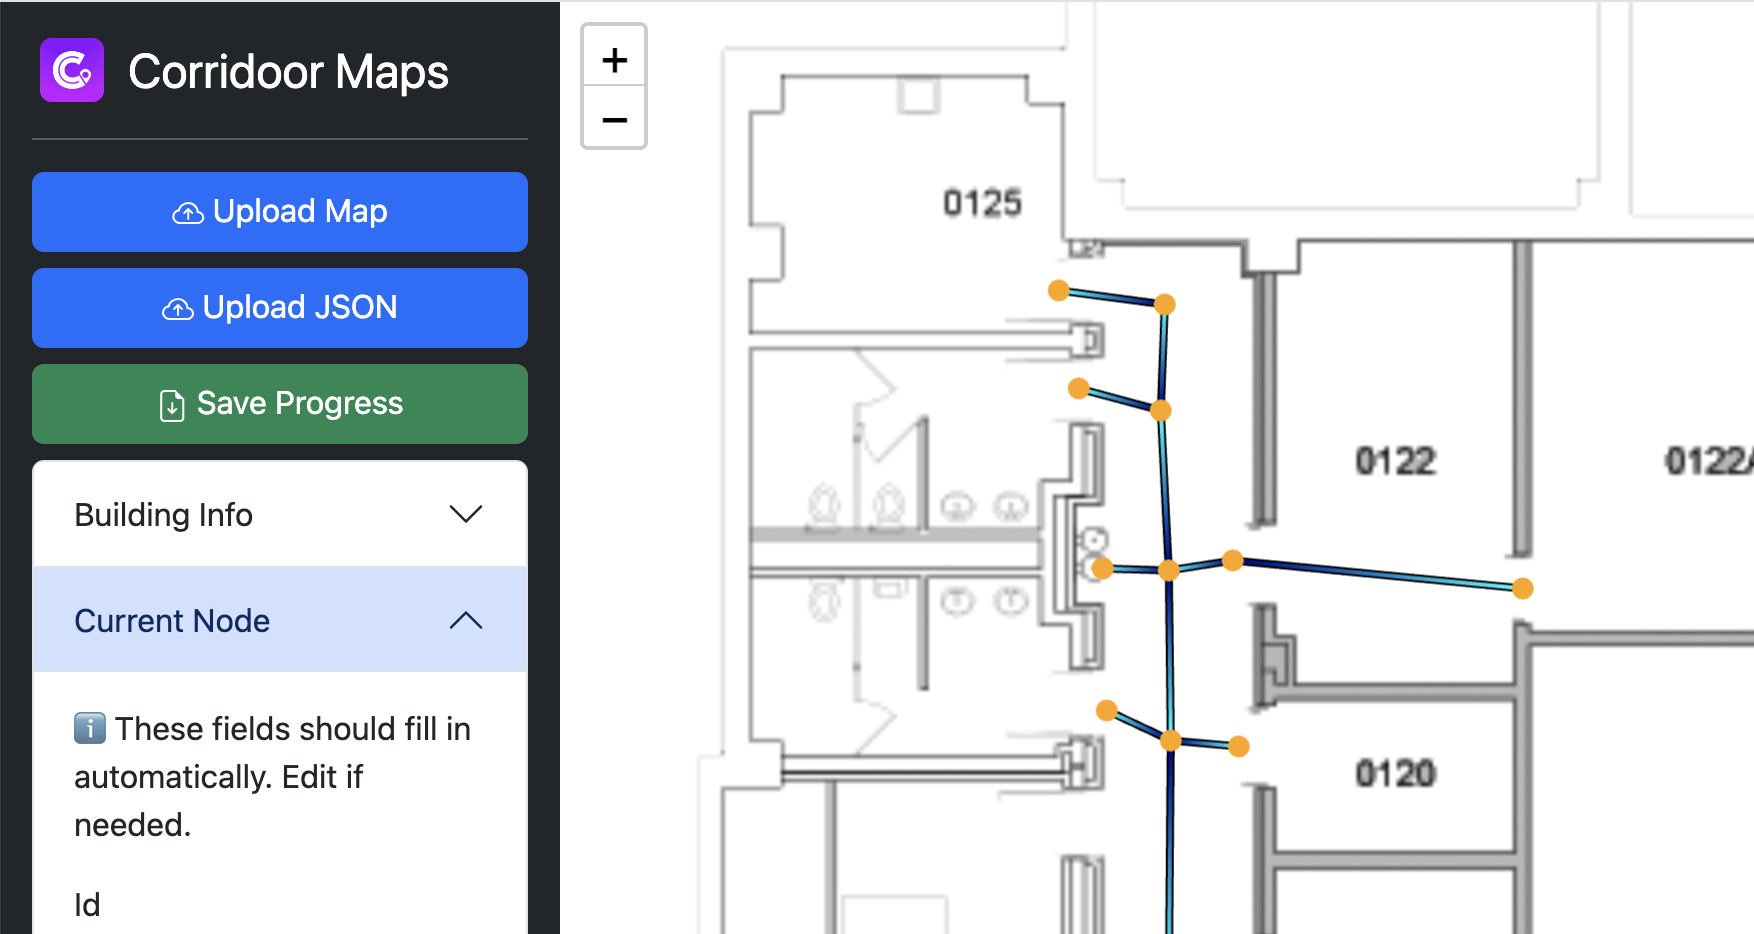 Corridoor Maps
Upload Map
Upload JSON
Save Progress
Building Info
Current Node
ℹ️ These fields should fill in
automatically. Edit if
needed.
Id
+
−
0125
0122
0122A
0120